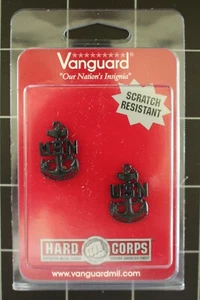 Vanguard
"Our Nation's Insignia"
SCRATCH
RESISTANT
USN
USN
HARD CORPS
www.vanguardmil.com